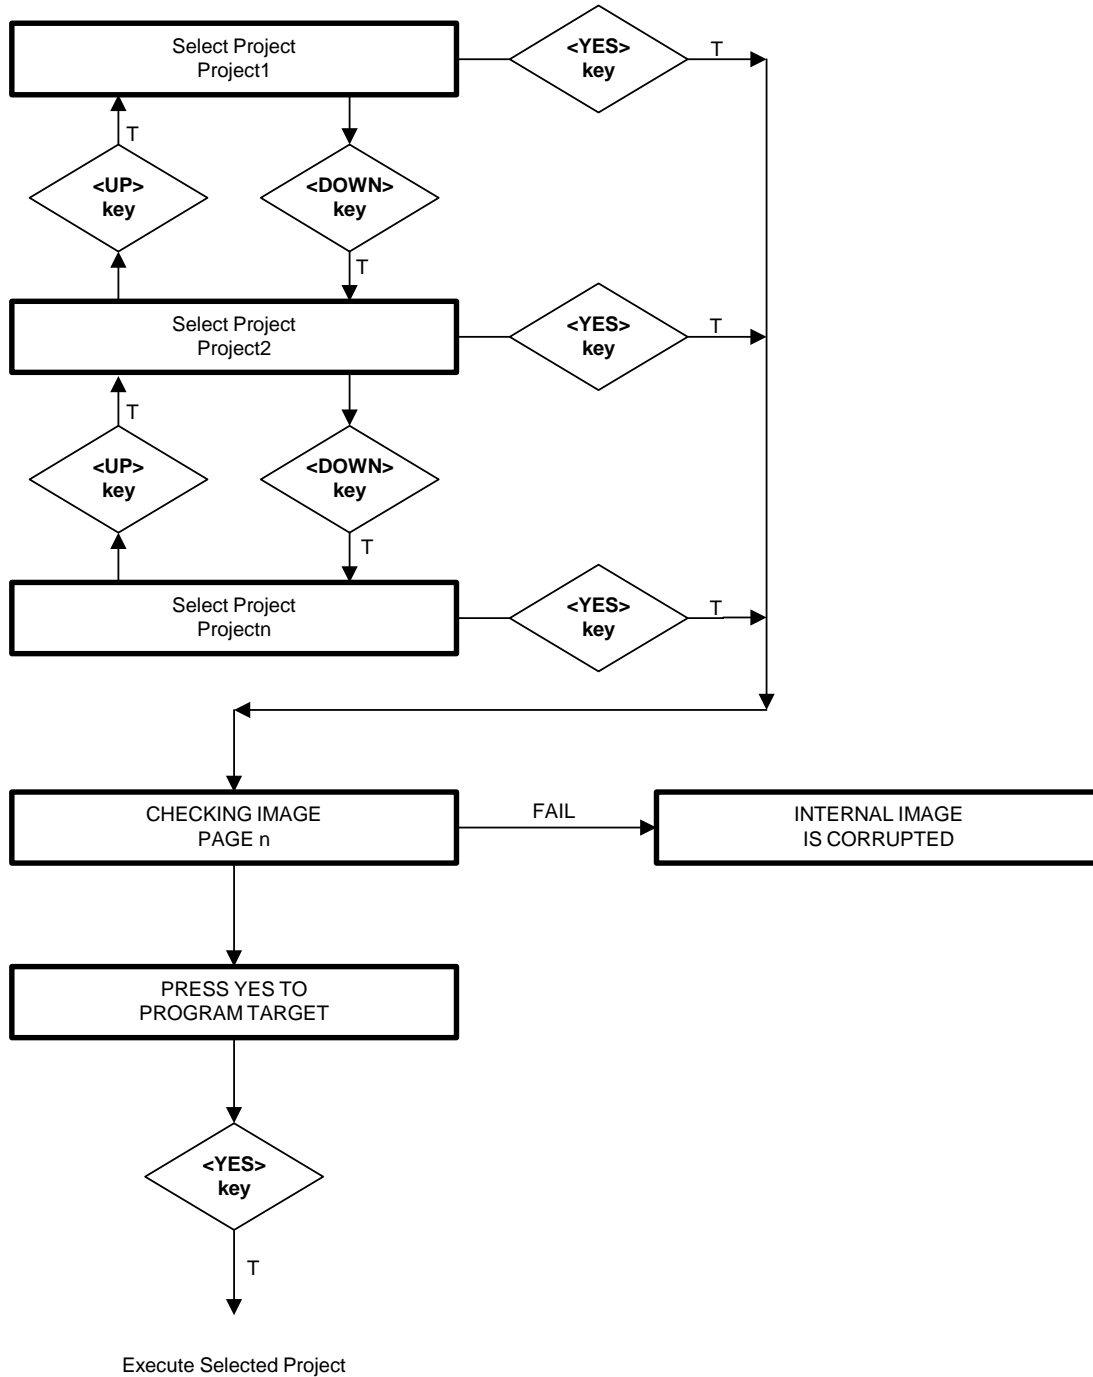 Select Project
Project1
<YES>
key
T
T
<UP>
key
<DOWN>
key
T
Select Project
Project2
<YES>
key
T
T
<UP>
key
<DOWN>
key
T
Select Project
Projectn
<YES>
key
T
CHECKING IMAGE
PAGE n
FAIL
INTERNAL IMAGE
IS CORRUPTED
PRESS YES TO
PROGRAM TARGET
<YES>
key
T
Execute Selected Project